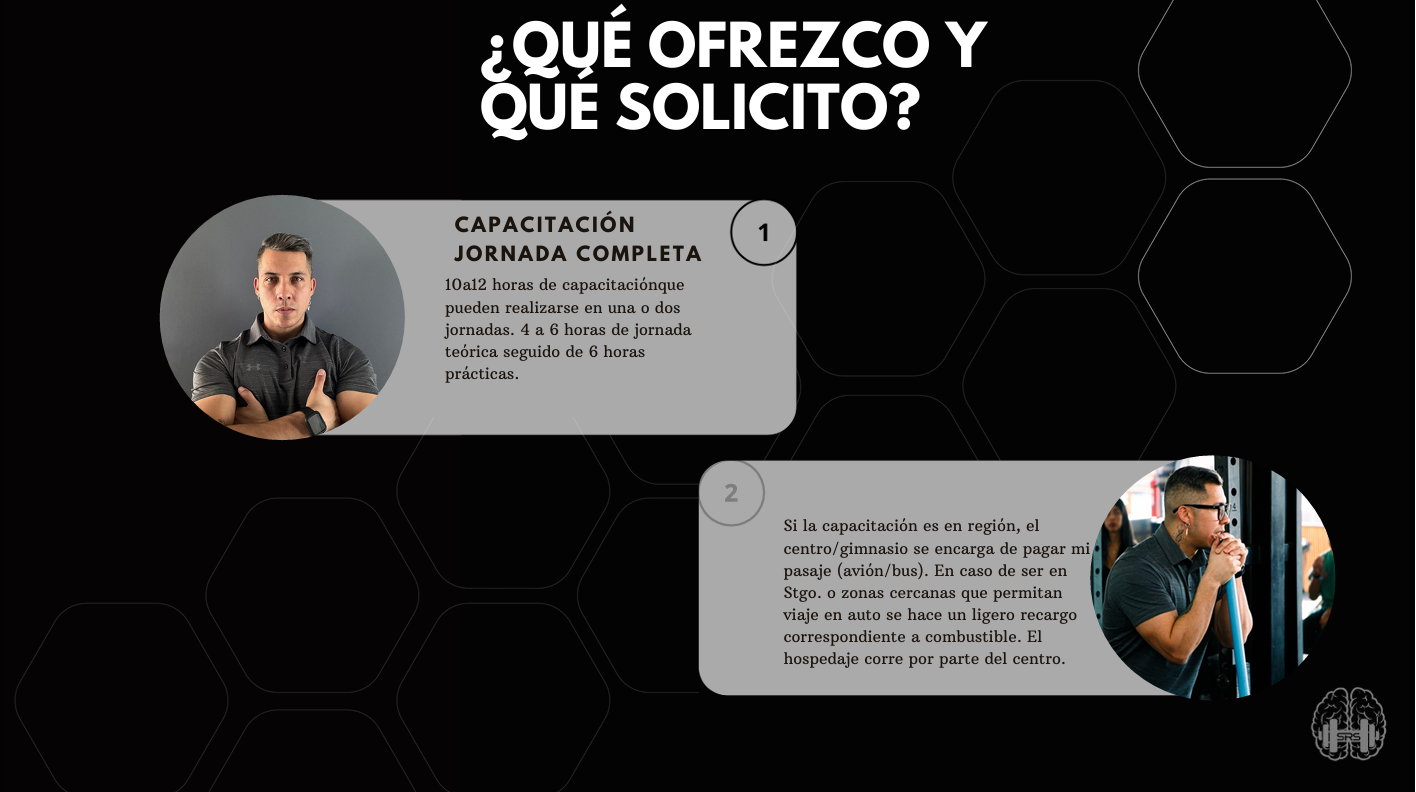 ¿QUÉ OFREZCO Y
QUÉ SOLICITO?
CAPACITACIÓN
JORNADA COMPLETA
1
10a12 horas de capacitaciónque
pueden realizarse en una o dos
jornadas. 4 a 6 horas de jornada
teórica seguido de 6 horas
prácticas.
2
Si la capacitación es en región, el
centro/gimnasio se encarga de pagar mi
pasaje (avión/bus). En caso de ser en
Stgo. o zonas cercanas que permitan
viaje en auto se hace un ligero recargo
correspondiente a combustible. El
hospedaje corre por parte del centro.
SRS